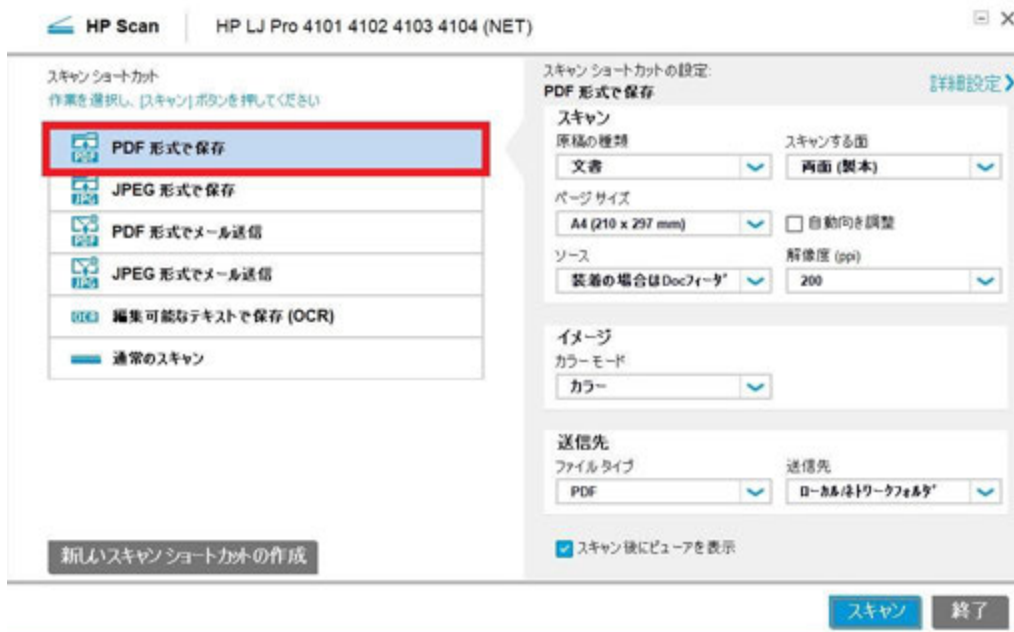 HP Scan
HP LJ Pro 4101 4102 4103 4104 (NET)
スキャン ショートカット
作業を選択し、[スキャン] ボタンを押してください
PDF 形式で保存
JPEG 形式で保存
PDF 形式でメール送信
JPEG 形式でメール送信
編集可能なテキストで保存 (OCR)
通常のスキャン
新しいスキャン ショートカットの作成
スキャン ショートカットの設定:
PDF 形式で保存
詳細設定
スキャン
原稿の種類
スキャンする面
文書
両面 (製本)
ページ サイズ
A4 (210 x 297 mm)
自動向き調整
ソース
解像度 (ppi)
装着の場合はDocフィーダ
200
イメージ
カラー モード
カラー
送信先
ファイル タイプ
送信先
PDF
ローカル/ネトワークフォルダ
スキャン後にビューアを表示
スキャン
終了